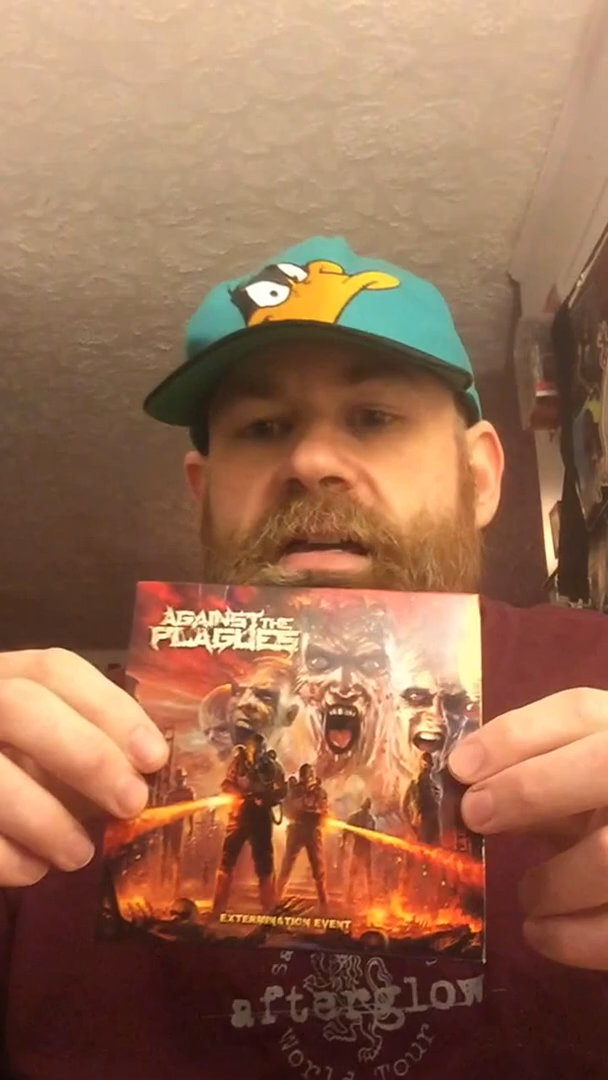 AGAINST THE
PLAGUES
EXTERMINATION EVENT
afterglow
World Tour